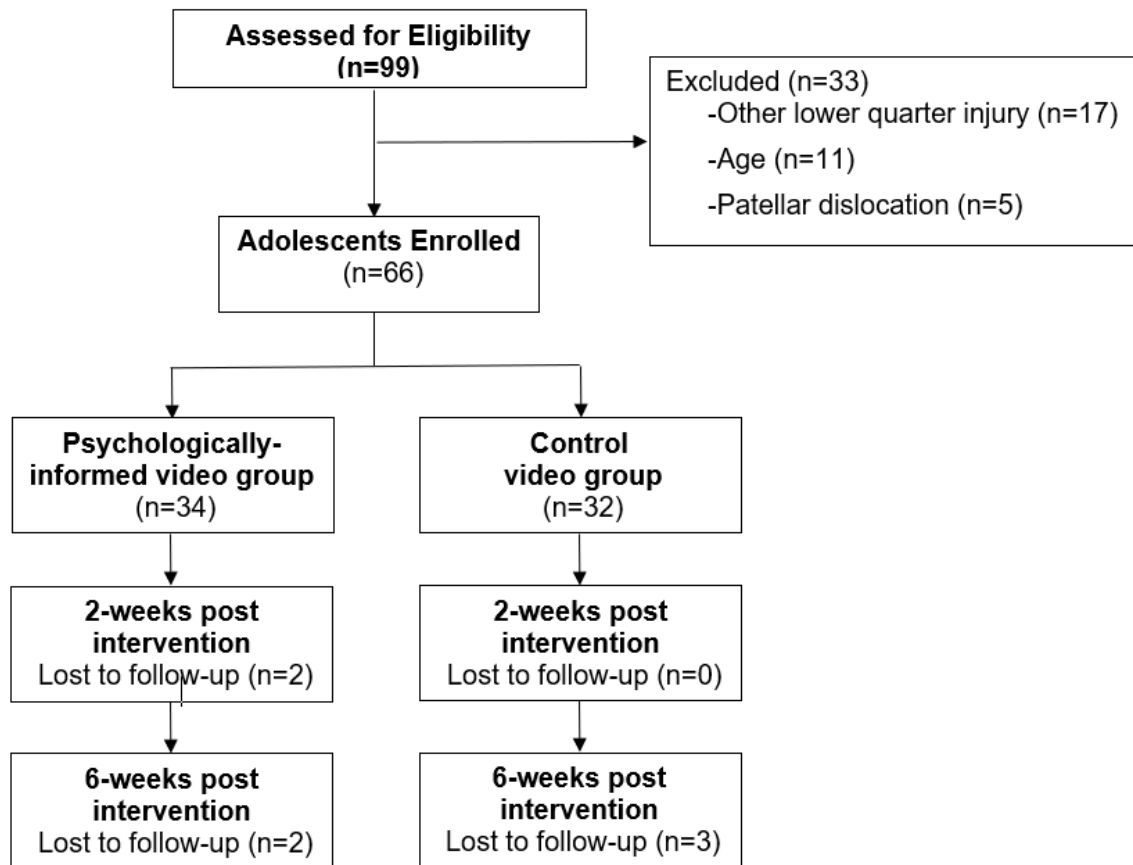 Assessed for Eligibility
(n=99)
Excluded (n=33)
-Other lower quarter injury (n=17)
-Age (n=11)
-Patellar dislocation (n=5)
Adolescents Enrolled
(n=66)
Psychologically-
informed video group
(n=34)
Control
video group
(n=32)
2-weeks post
intervention
Lost to follow-up (n=2)
2-weeks post
intervention
Lost to follow-up (n=0)
6-weeks post
intervention
Lost to follow-up (n=2)
6-weeks post
intervention
Lost to follow-up (n=3)